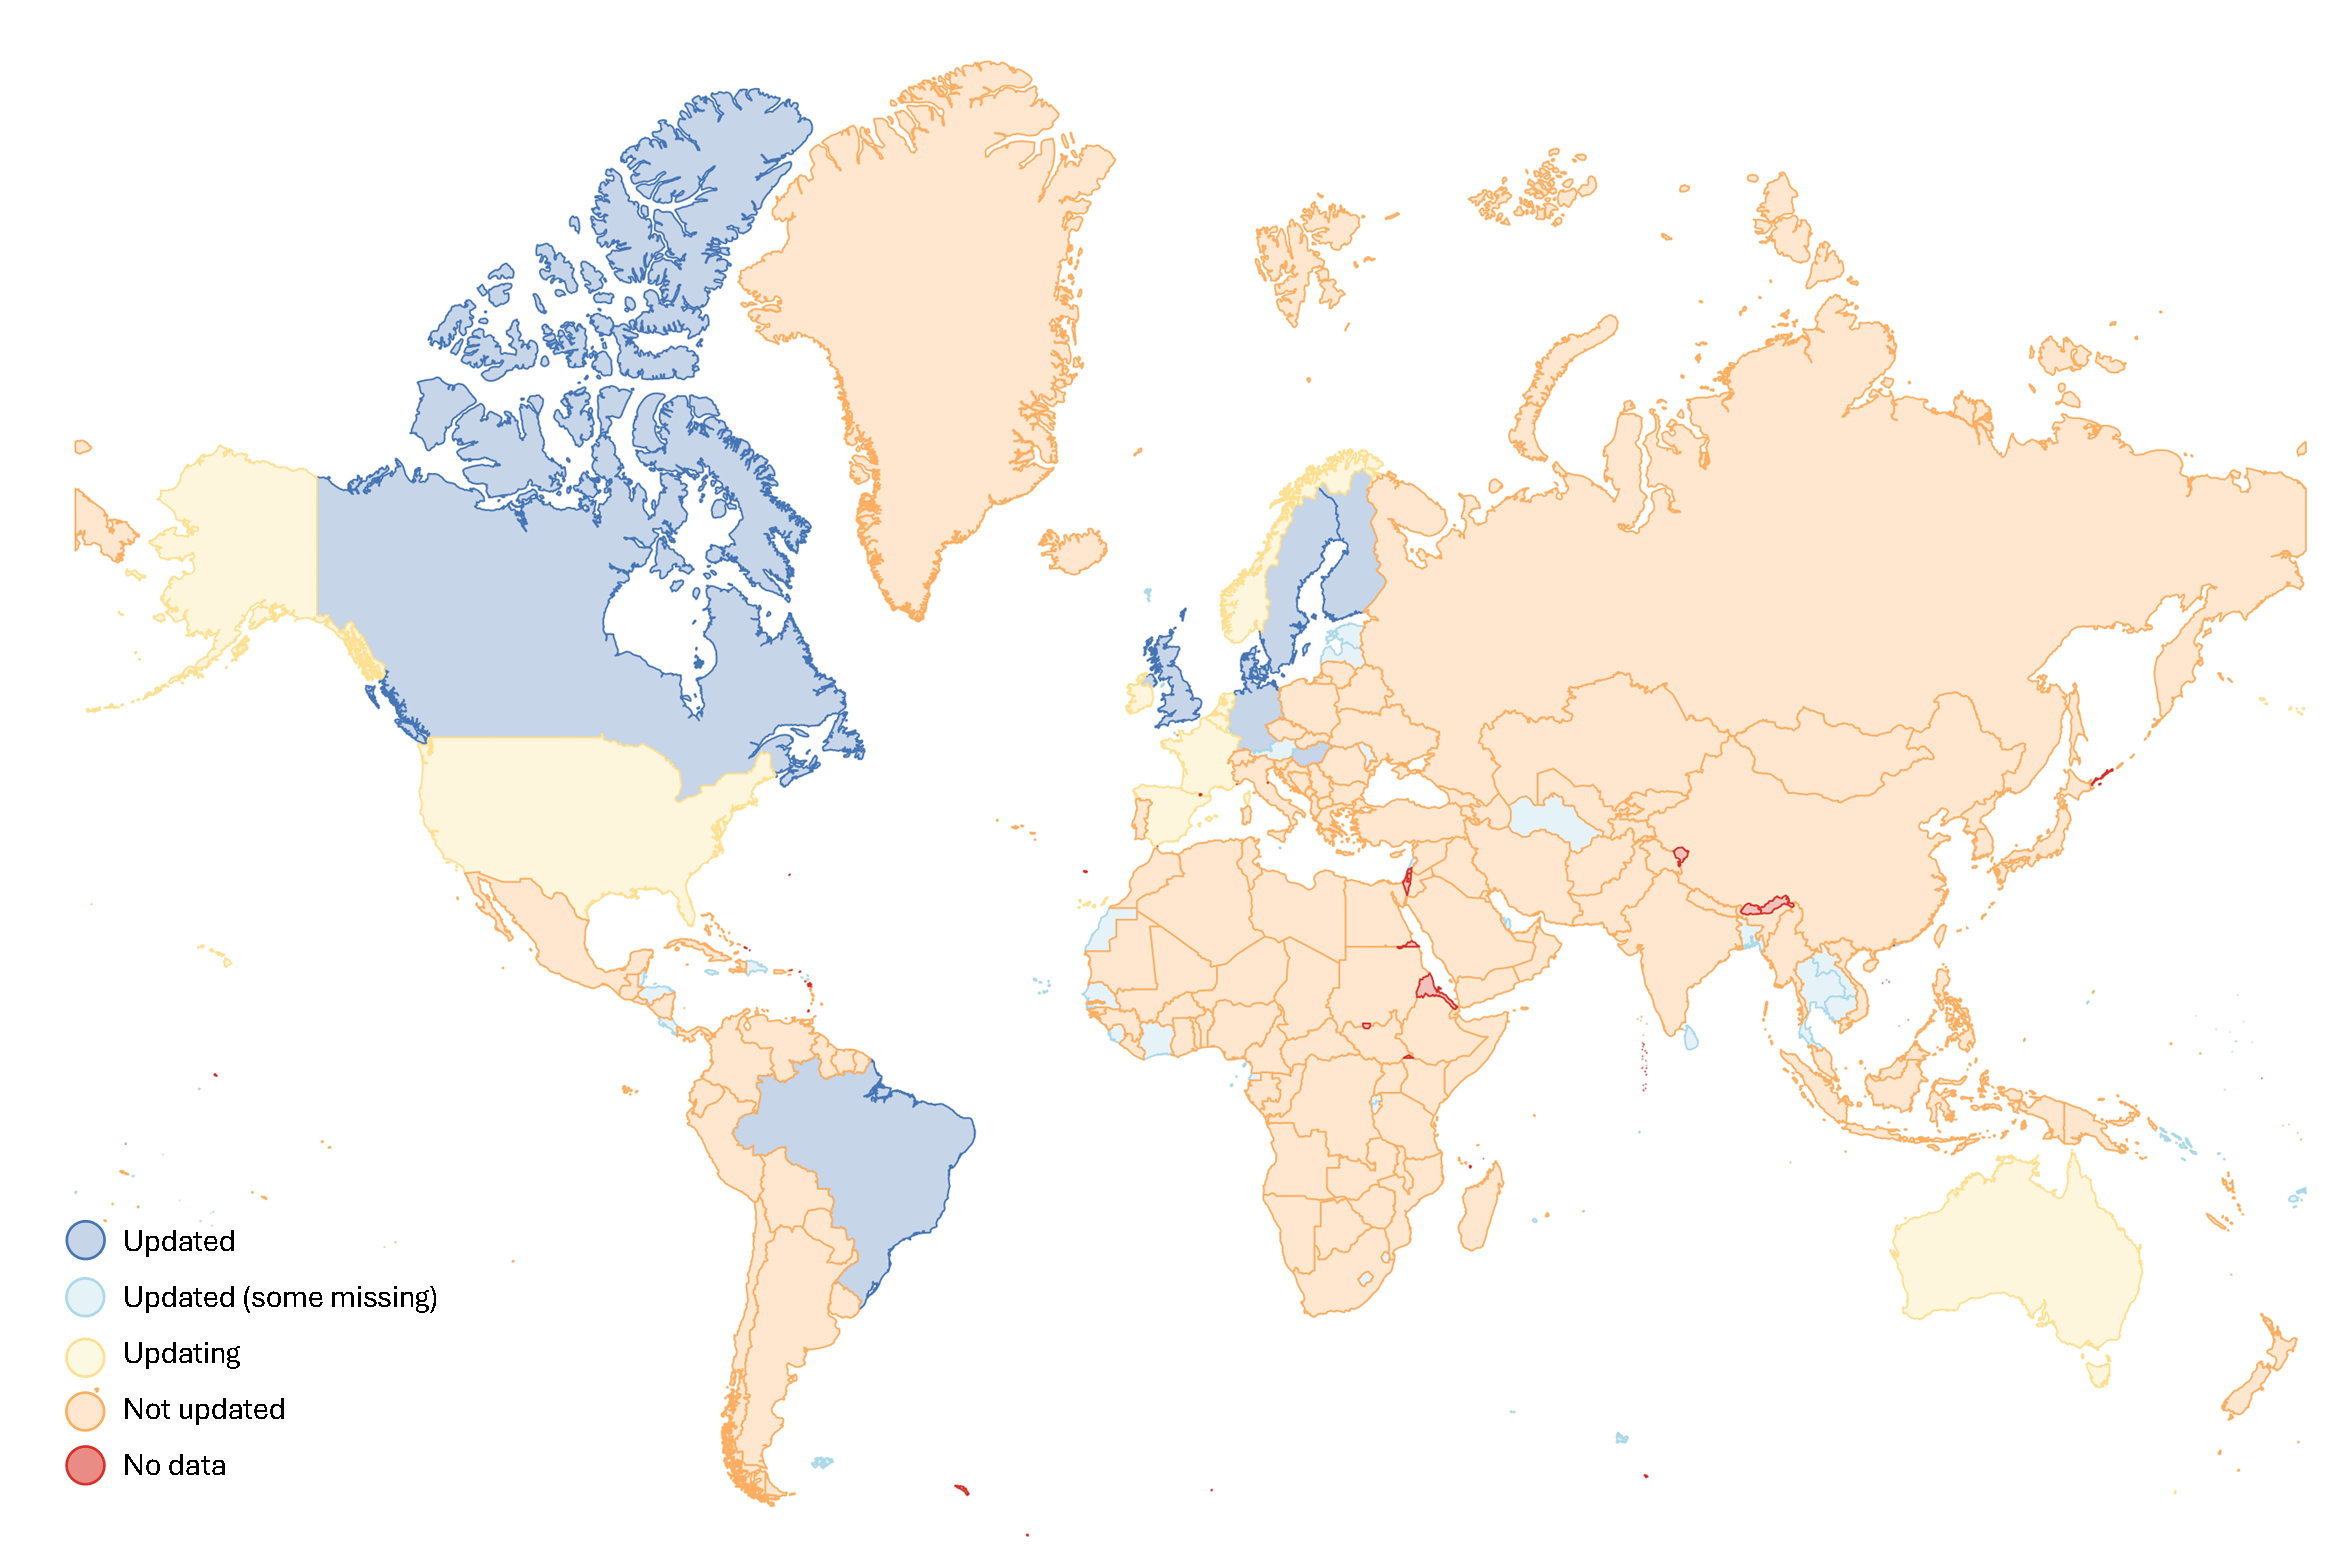 Updated
Updated (some missing)
Updating
Not updated
No data